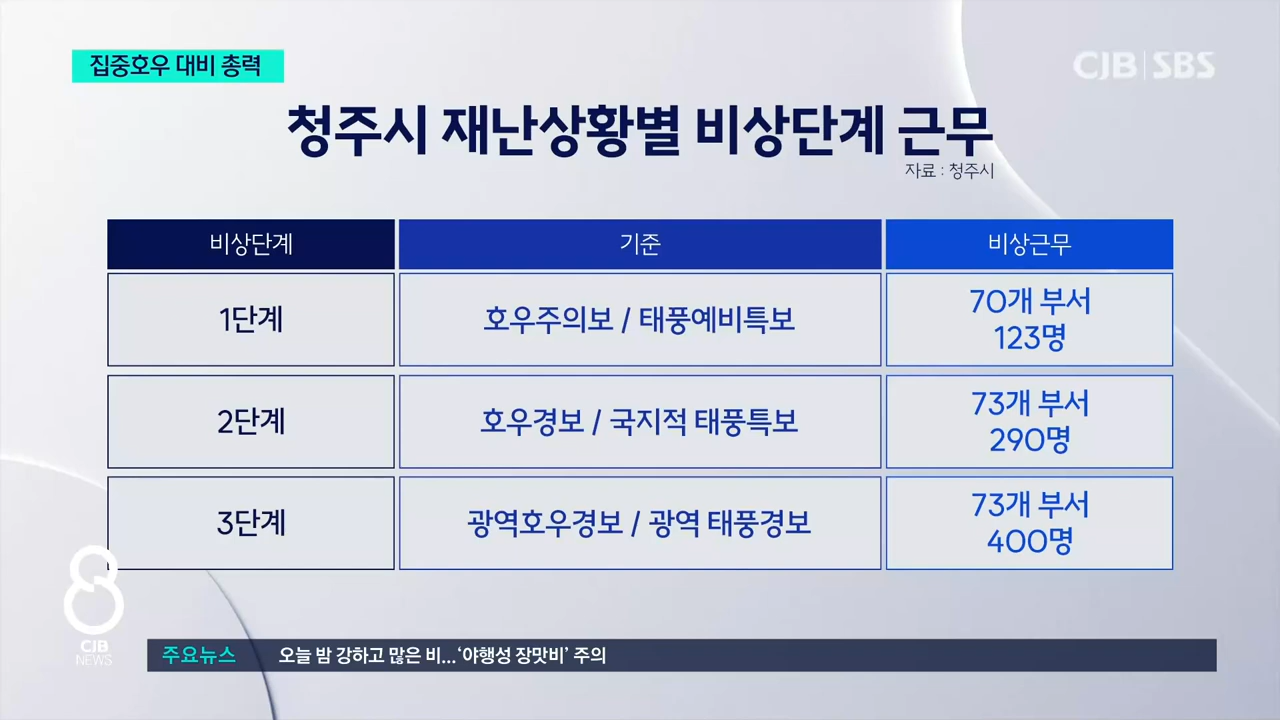 집중호우 대비 총력
CJB SBS
청주시 재난상황별 비상단계 근무
자료 : 청주시
비상단계 기준 비상근무
1단계 호우주의보 / 태풍예비특보 70개 부서
123명
2단계 호우경보 / 국지적 태풍특보 73개 부서
290명
3단계 광역호우경보 / 광역 태풍경보 73개 부서
400명
8
CJB
NEWS
주요뉴스 오늘 밤 강하고 많은 비...‘야행성 장맛비’ 주의